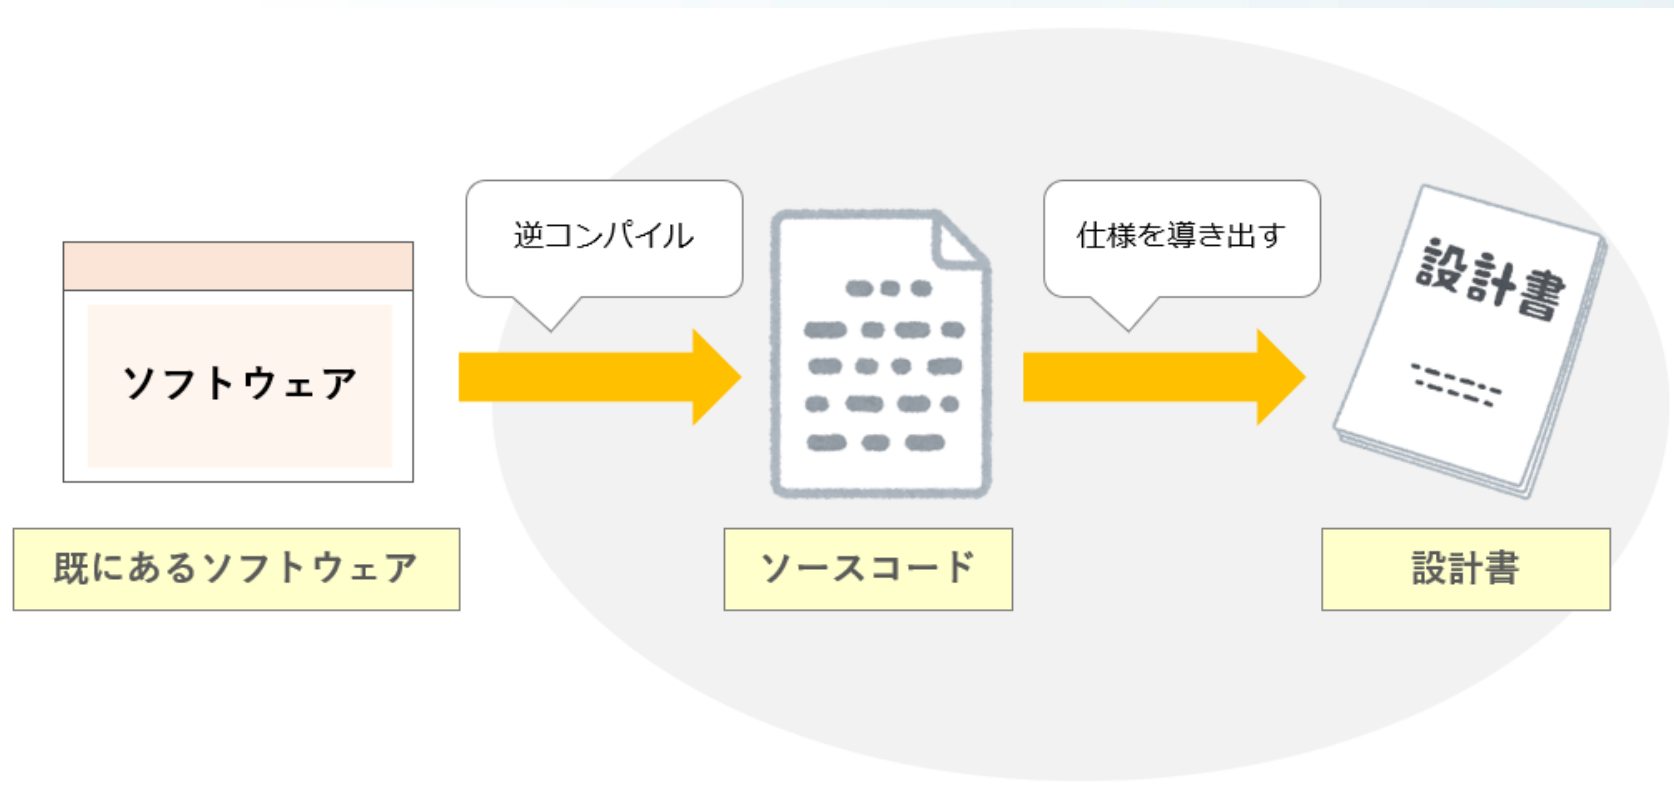 逆コンパイル
仕様を導き出す
ソフトウェア
設計書
既にあるソフトウェア
ソースコード
設計書